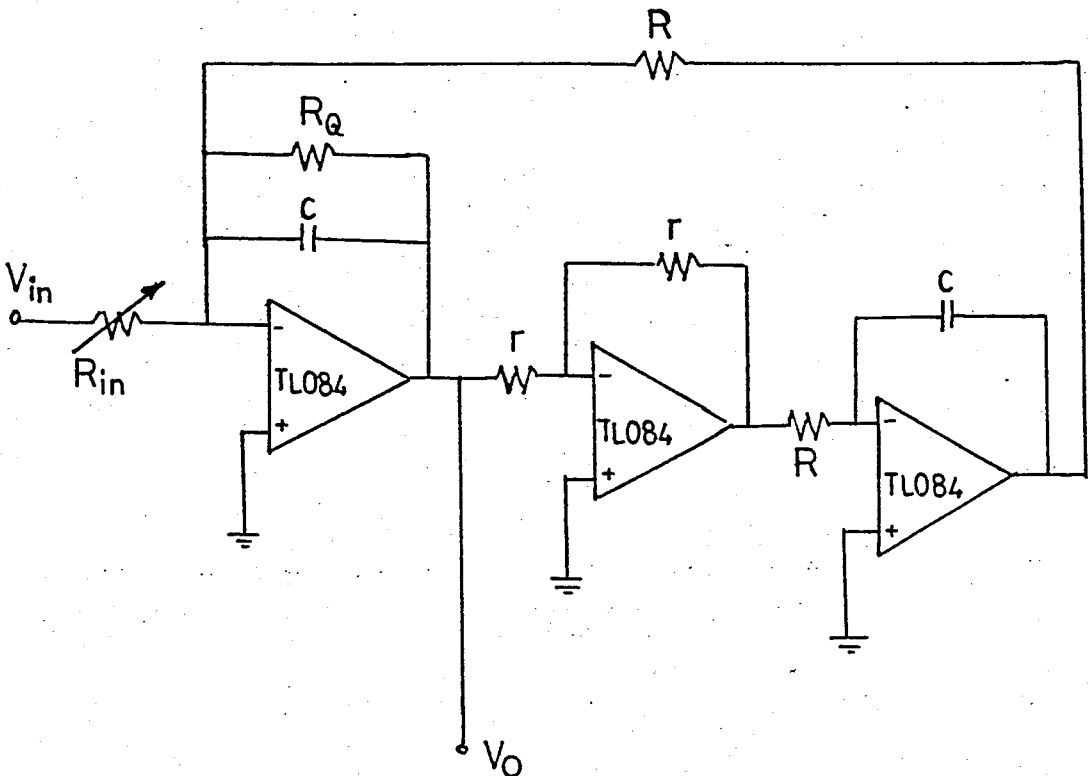 R
R_Q
C
r
C
V_in
R_in
r
TL084
-
+
TL084
-
+
R
TL084
-
+
V_O